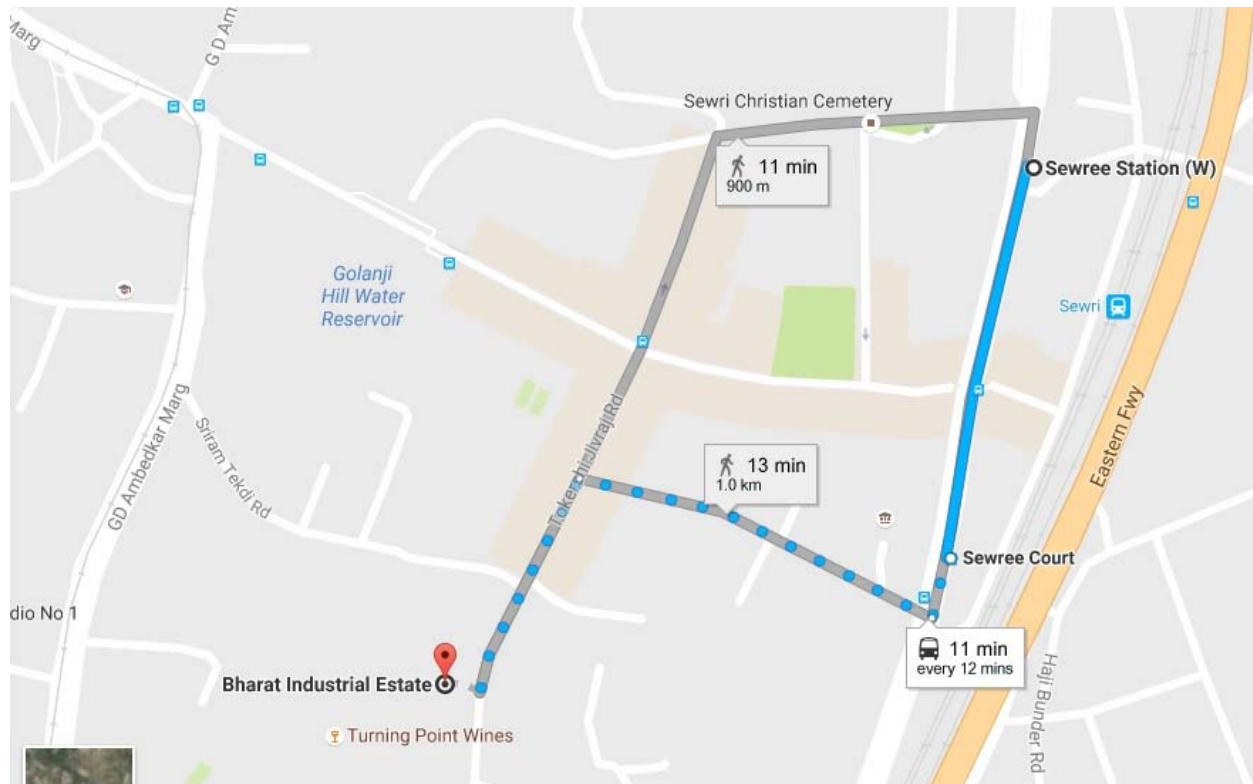 Marg
G D Am
Sewri Christian Cemetery
11 min
900 m
Sewree Station (W)
Golanji
Hill Water
Reservoir
Sewri
GD Ambedkar Marg
Sriram Tekdi Rd
Tokershi Jivraj Rd
Eastern Fwy
13 min
1.0 km
Sewree Court
dio No 1
11 min
every 12 mins
Haji Bunder Rd
Bharat Industrial Estate
Turning Point Wines